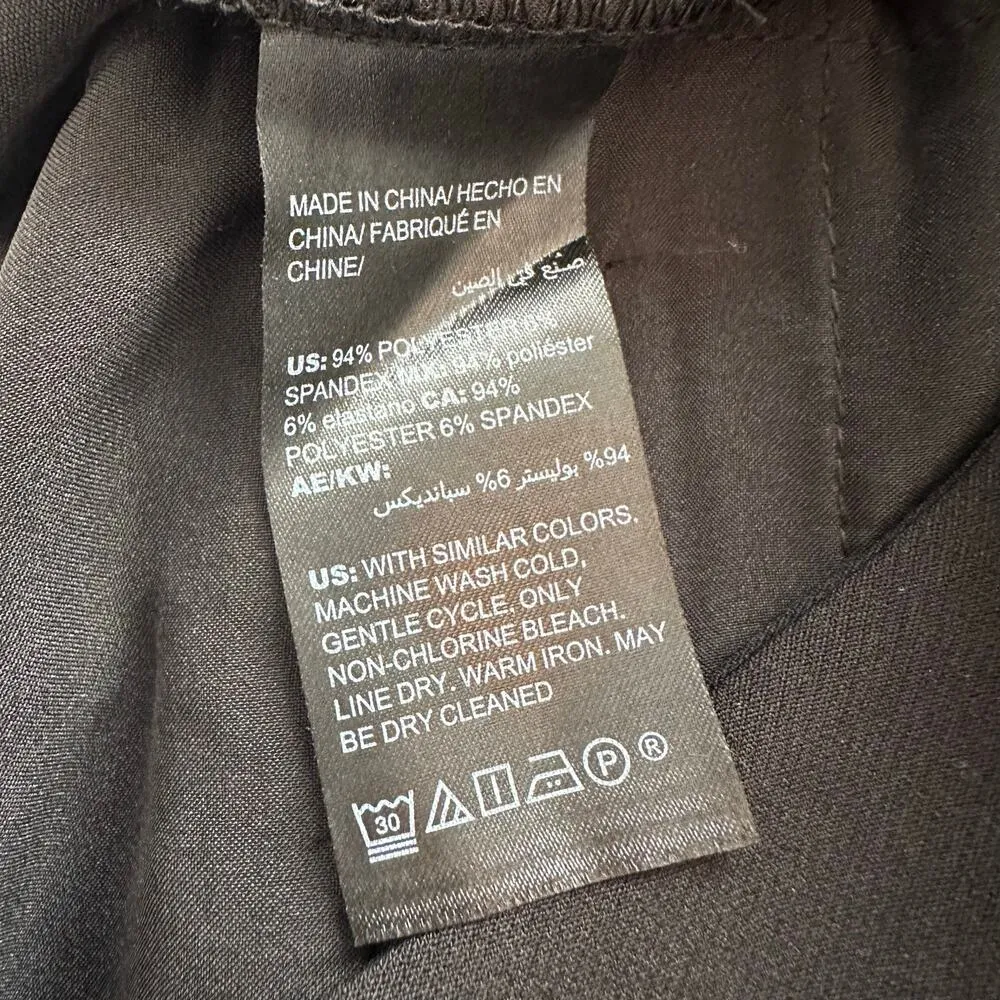 MADE IN CHINA/ HECHO EN
CHINA/ FABRIQUÉ EN
CHINE/
صنع في الصين
US: 94% POLYESTER 6%
SPANDEX MX: 94% poliéster
6% elastano CA: 94%
POLYESTER 6% SPANDEX
AE/KW:
94% بوليستر 6% سبانديكس
US: WITH SIMILAR COLORS,
MACHINE WASH COLD,
GENTLE CYCLE. ONLY
NON-CHLORINE BLEACH.
LINE DRY. WARM IRON. MAY
BE DRY CLEANED
30 P ®